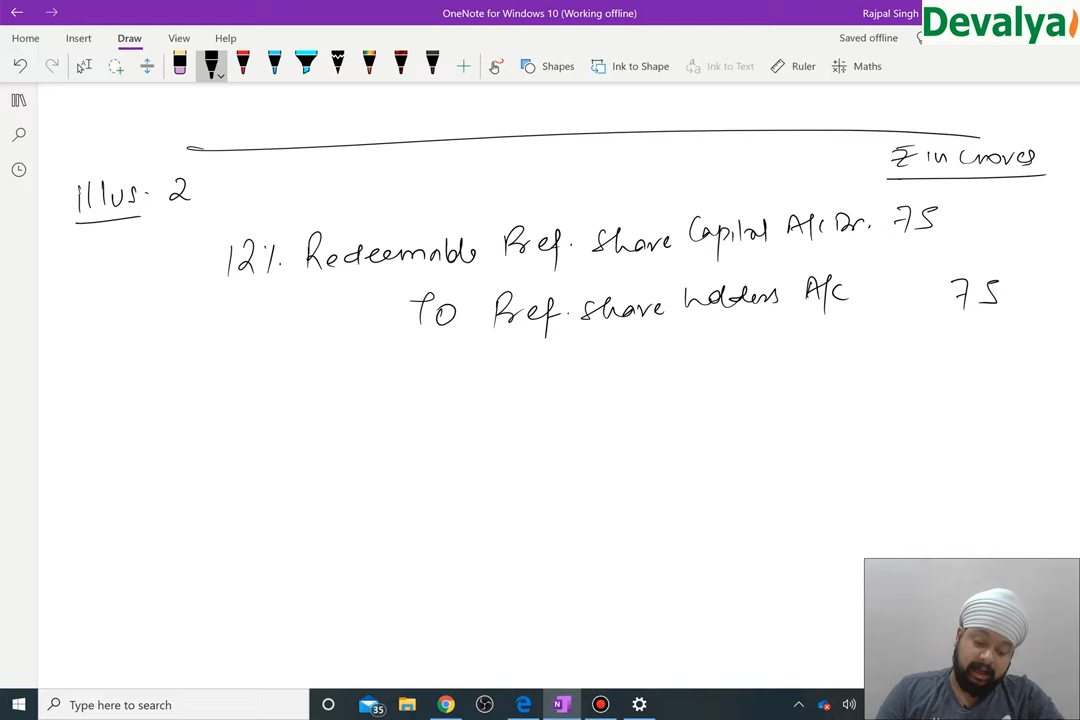 OneNote for Windows 10 (Working offline)
Rajpal Singh
Devalya
Home Insert Draw View Help
Saved offline
Shapes Ink to Shape Ink to Text Ruler Maths
₹ in crores
Illus- 2
12% Redeemable Pref. Share Capital A/c Dr. 75
To Pref. Share holders A/c 75
Type here to search
35